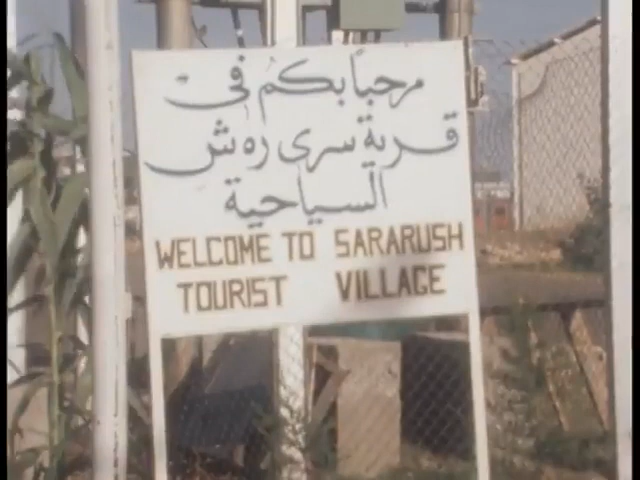 مرحباً بكم في
قرية سرى ره ش
السياحية
WELCOME TO SARARUSH
TOURIST VILLAGE